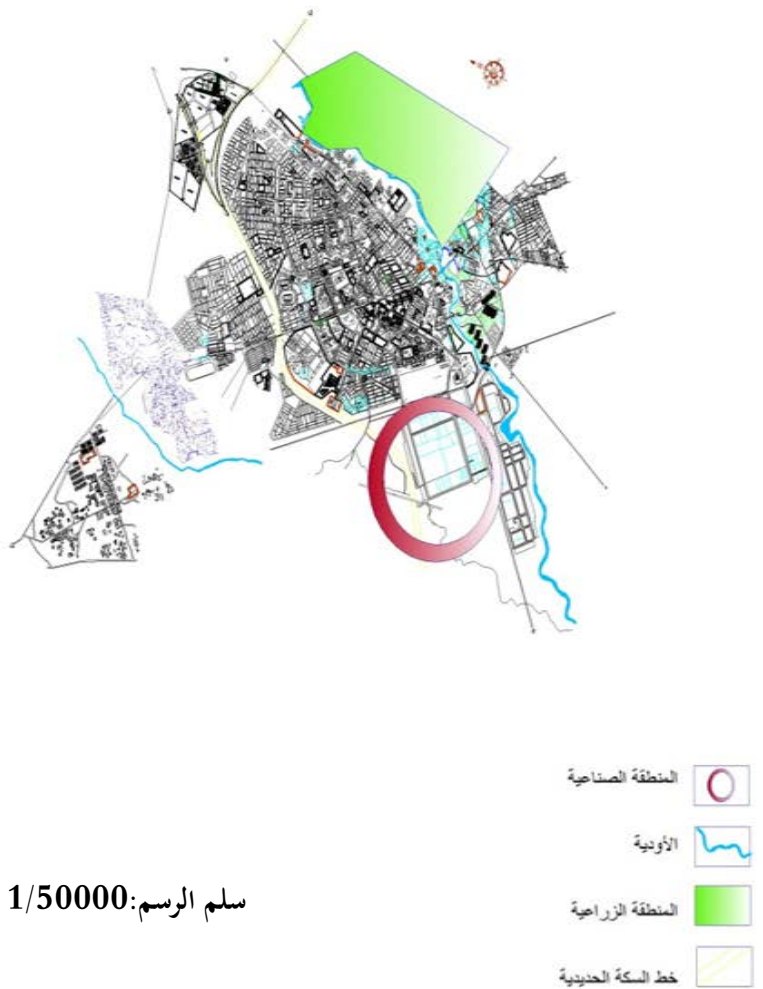 المنطقة الصناعية
الأودية
المنطقة الزراعية
خط السكة الحديدية
سلم الرسم:1/50000